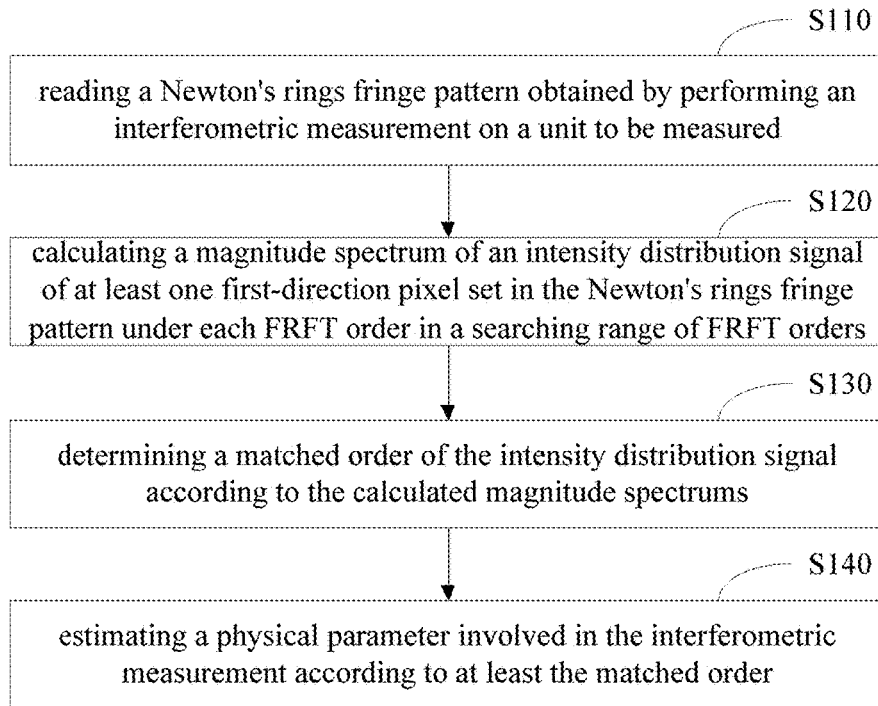 S110
reading a Newton's rings fringe pattern obtained by performing an
interferometric measurement on a unit to be measured
S120
calculating a magnitude spectrum of an intensity distribution signal
of at least one first-direction pixel set in the Newton's rings fringe
pattern under each FRFT order in a searching range of FRFT orders
S130
determining a matched order of the intensity distribution signal
according to the calculated magnitude spectrums
S140
estimating a physical parameter involved in the interferometric
measurement according to at least the matched order